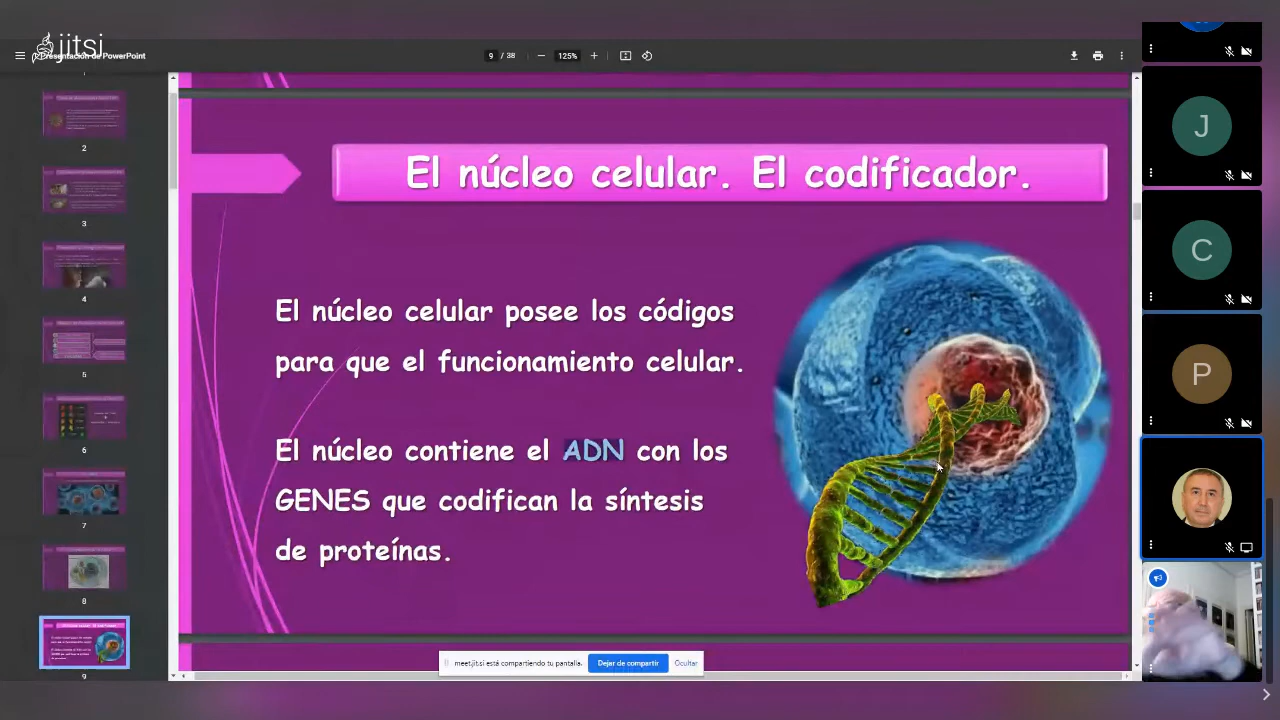 jitsi
Presentación de PowerPoint
9 / 38
125%
El núcleo celular. El codificador.
El núcleo celular posee los códigos
para que el funcionamiento celular.
El núcleo contiene el ADN con los
GENES que codifican la síntesis
de proteínas.
2
3
4
5
6
7
8
9
J
C
P
meet.jit.si está compartiendo tu pantalla.
Dejar de compartir
Ocultar